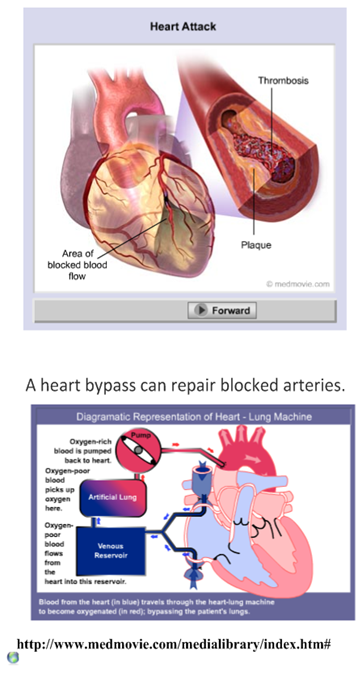 Heart Attack
Thrombosis
Area of
blocked blood
flow
Plaque
© medmovie.com
Forward
A heart bypass can repair blocked arteries.
Diagramatic Representation of Heart - Lung Machine
Pump
Oxygen-rich
blood is pumped
back to heart.
Oxygen-poor
blood
picks up
oxygen
here.
Artificial Lung
Oxygen-
poor
blood
flows
from
the
heart into this reservoir.
Venous
Reservoir
Blood from the heart (in blue) travels through the heart-lung machine
to become oxygenated (in red); bypassing the patient's lungs.
http://www.medmovie.com/medialibrary/index.htm#